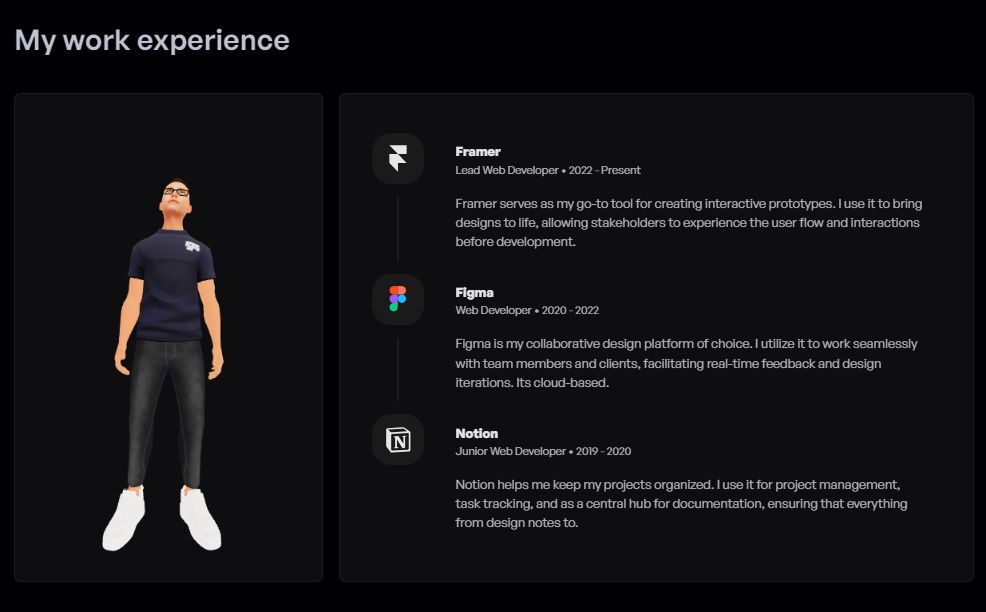 My work experience
Framer
Lead Web Developer • 2022 - Present
Framer serves as my go-to tool for creating interactive prototypes. I use it to bring
designs to life, allowing stakeholders to experience the user flow and interactions
before development.
Figma
Web Developer • 2020 - 2022
Figma is my collaborative design platform of choice. I utilize it to work seamlessly
with team members and clients, facilitating real-time feedback and design
iterations. Its cloud-based.
N
Notion
Junior Web Developer • 2019 - 2020
Notion helps me keep my projects organized. I use it for project management,
task tracking, and as a central hub for documentation, ensuring that everything
from design notes to.